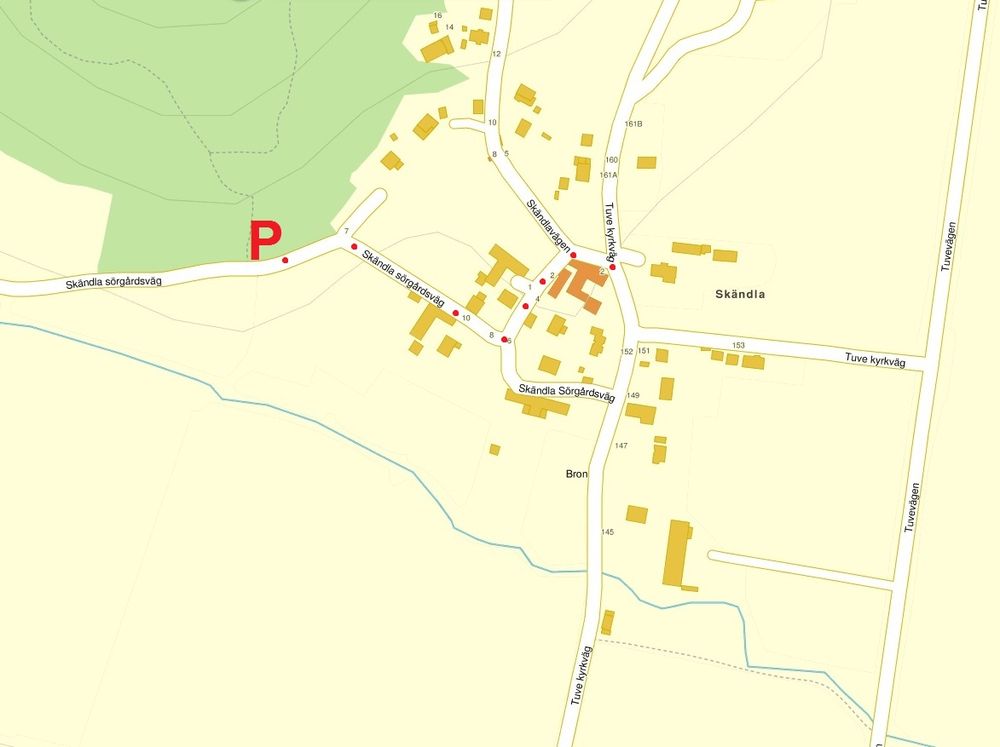 16
14
12
10
8
5
161B
160
161A
P
7
Skändla sörgårdsväg
Skändla sörgårdsväg
Skändlavägen
Tuve kyrkväg
Tuvevägen
2
2
1
4
Skändla
10
8
6
152
151
153
Tuve kyrkväg
Skändla Sörgårdsväg
149
147
Bron
145
Tuvevägen
Tuve kyrkväg